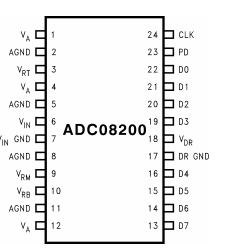 V_A 1 24 CLK
AGND 2 23 PD
V_RT 3 22 D0
V_A 4 21 D1
AGND 5 20 D2
V_IN 6 19 D3
ADC08200
V_IN GND 7 18 V_DR
AGND 8 17 DR GND
V_RM 9 16 D4
V_RB 10 15 D5
AGND 11 14 D6
V_A 12 13 D7